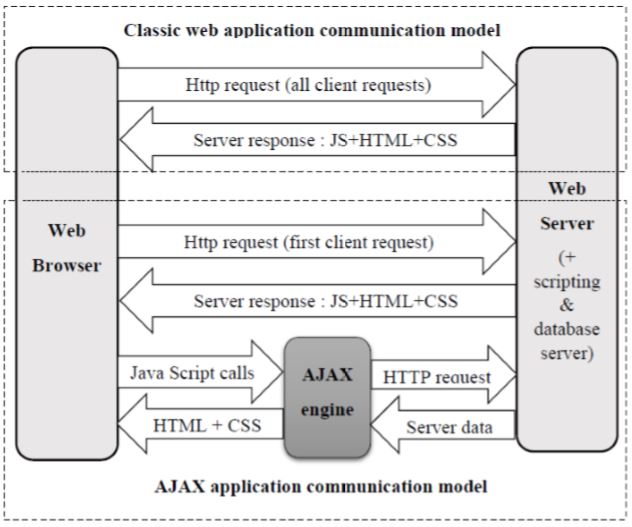 Classic web application communication model
Http request (all client requests)
Server response : JS+HTML+CSS
Web
Browser
Web
Server
(+
scripting
&
database
server)
Http request (first client request)
Server response : JS+HTML+CSS
Java Script calls
AJAX
engine
HTTP request
HTML + CSS
Server data
AJAX application communication model